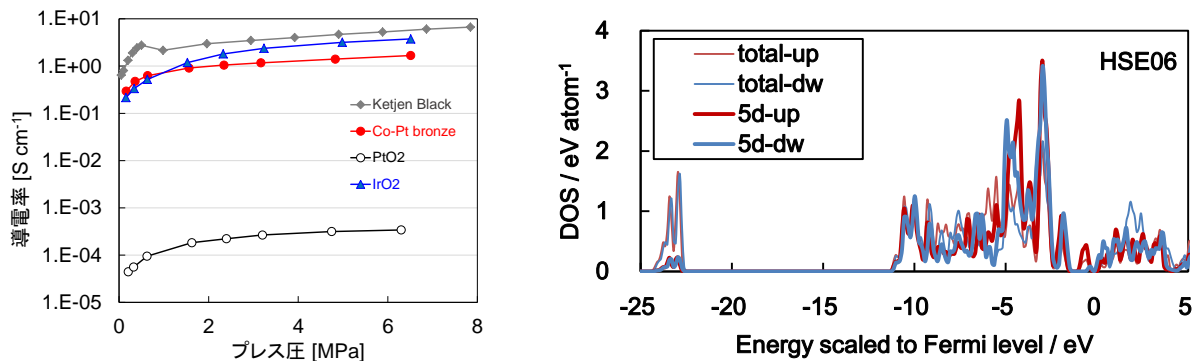 1.E+01
1.E+00
1.E-01
1.E-02
1.E-03
1.E-04
1.E-05
導電率 [S cm-1]
Ketjen Black
Co-Pt bronze
PtO2
IrO2
0
2
4
6
8
プレス圧 [MPa]
4
3
2
1
0
DOS / eV atom-1
total-up
total-dw
5d-up
5d-dw
HSE06
-25
-20
-15
-10
-5
0
5
Energy scaled to Fermi level / eV